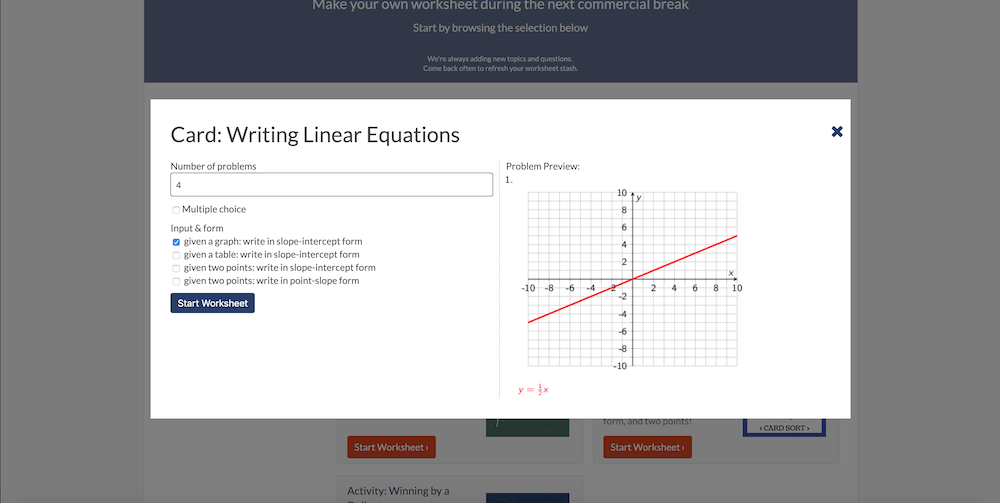 Make your own worksheet during the next commercial break
Start by browsing the selection below
We're always adding new topics and questions.
Come back often to refresh your worksheet stash.
Card: Writing Linear Equations
Number of problems
4
Multiple choice
Input & form
given a graph: write in slope-intercept form
given a table: write in slope-intercept form
given two points: write in slope-intercept form
given two points: write in point-slope form
Start Worksheet
Problem Preview:
1.
10 y
8
6
4
2
x
-10 -8 -6 -4 -2 2 4 6 8 10
-2
-4
-6
-8
-10
y = 1/2 x
form, and two points!
‹ CARD SORT ›
Start Worksheet ›
Start Worksheet ›
Activity: Winning by a